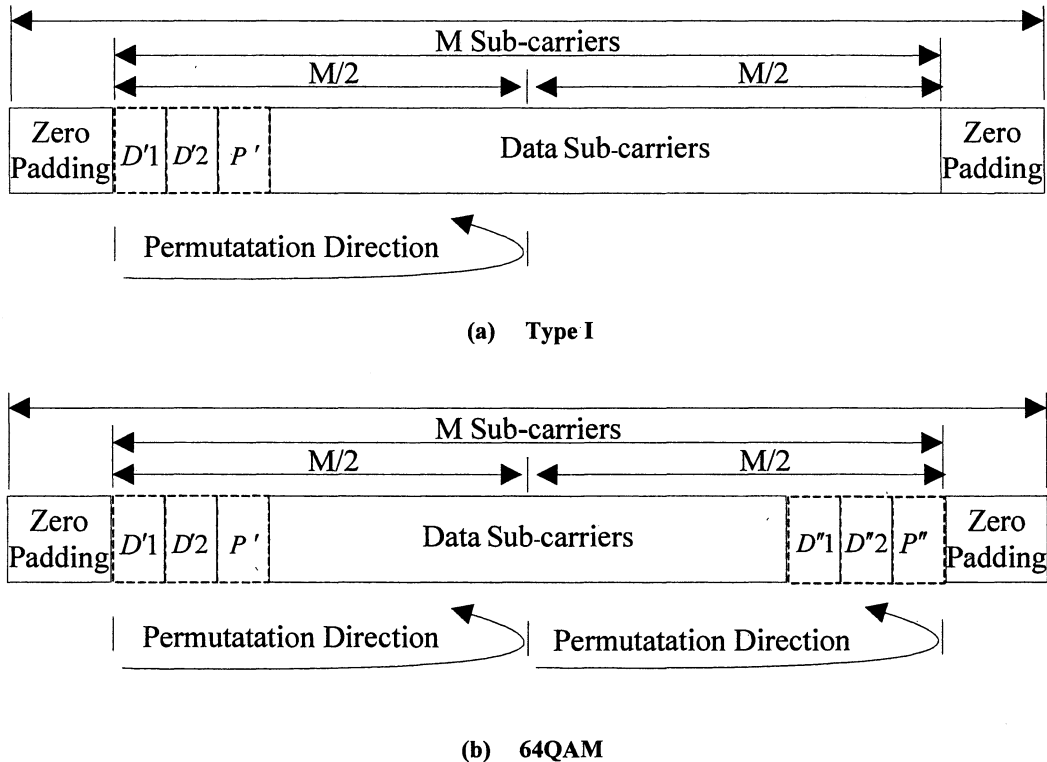 M Sub-carriers
M/2 M/2
Zero Padding D'1 D'2 P' Data Sub-carriers Zero Padding
Permutatation Direction
(a) Type I
M Sub-carriers
M/2 M/2
Zero Padding D'1 D'2 P' Data Sub-carriers D"1 D"2 P" Zero Padding
Permutatation Direction Permutatation Direction
(b) 64QAM